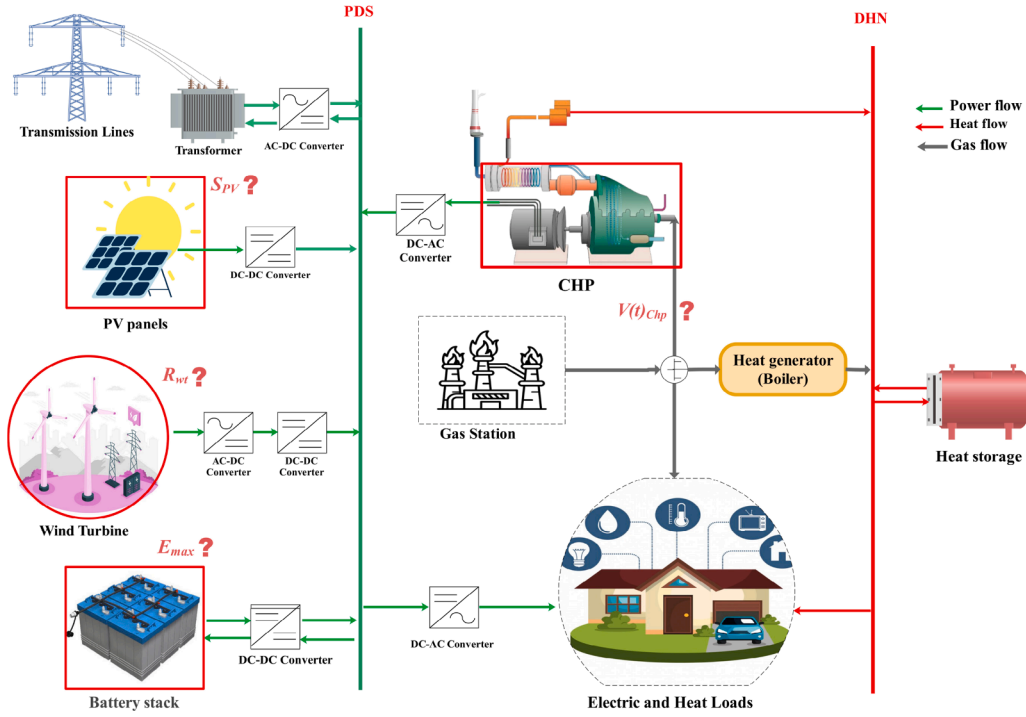 PDS
DHN
Transmission Lines
Transformer
AC-DC Converter
Power flow
Heat flow
Gas flow
S_PV ?
DC-DC Converter
PV panels
DC-AC
Converter
CHP
V(t)_Chp ?
Heat generator
(Boiler)
Gas Station
Heat storage
R_wt ?
AC-DC
Converter
DC-DC
Converter
Wind Turbine
E_max ?
DC-DC Converter
Battery stack
DC-AC Converter
Electric and Heat Loads